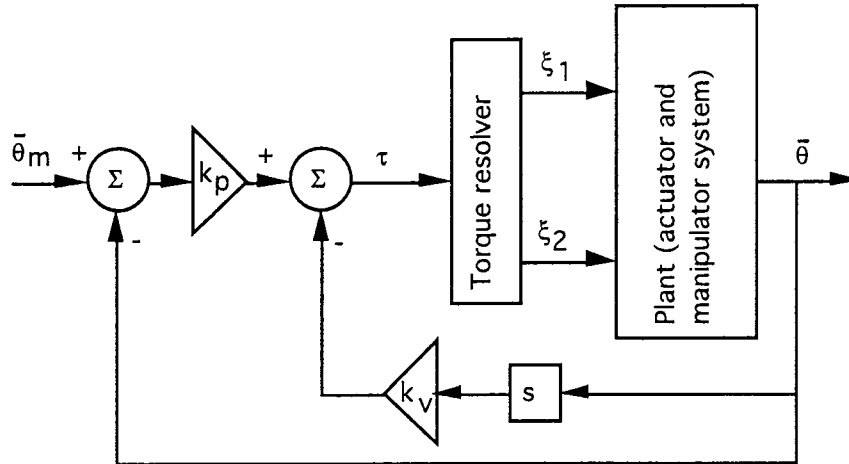 θ̄m
+
Σ
-
kp
+
Σ
-
τ
Torque resolver
ξ1
ξ2
Plant (actuator and
manipulator system)
θ̄
kv
s